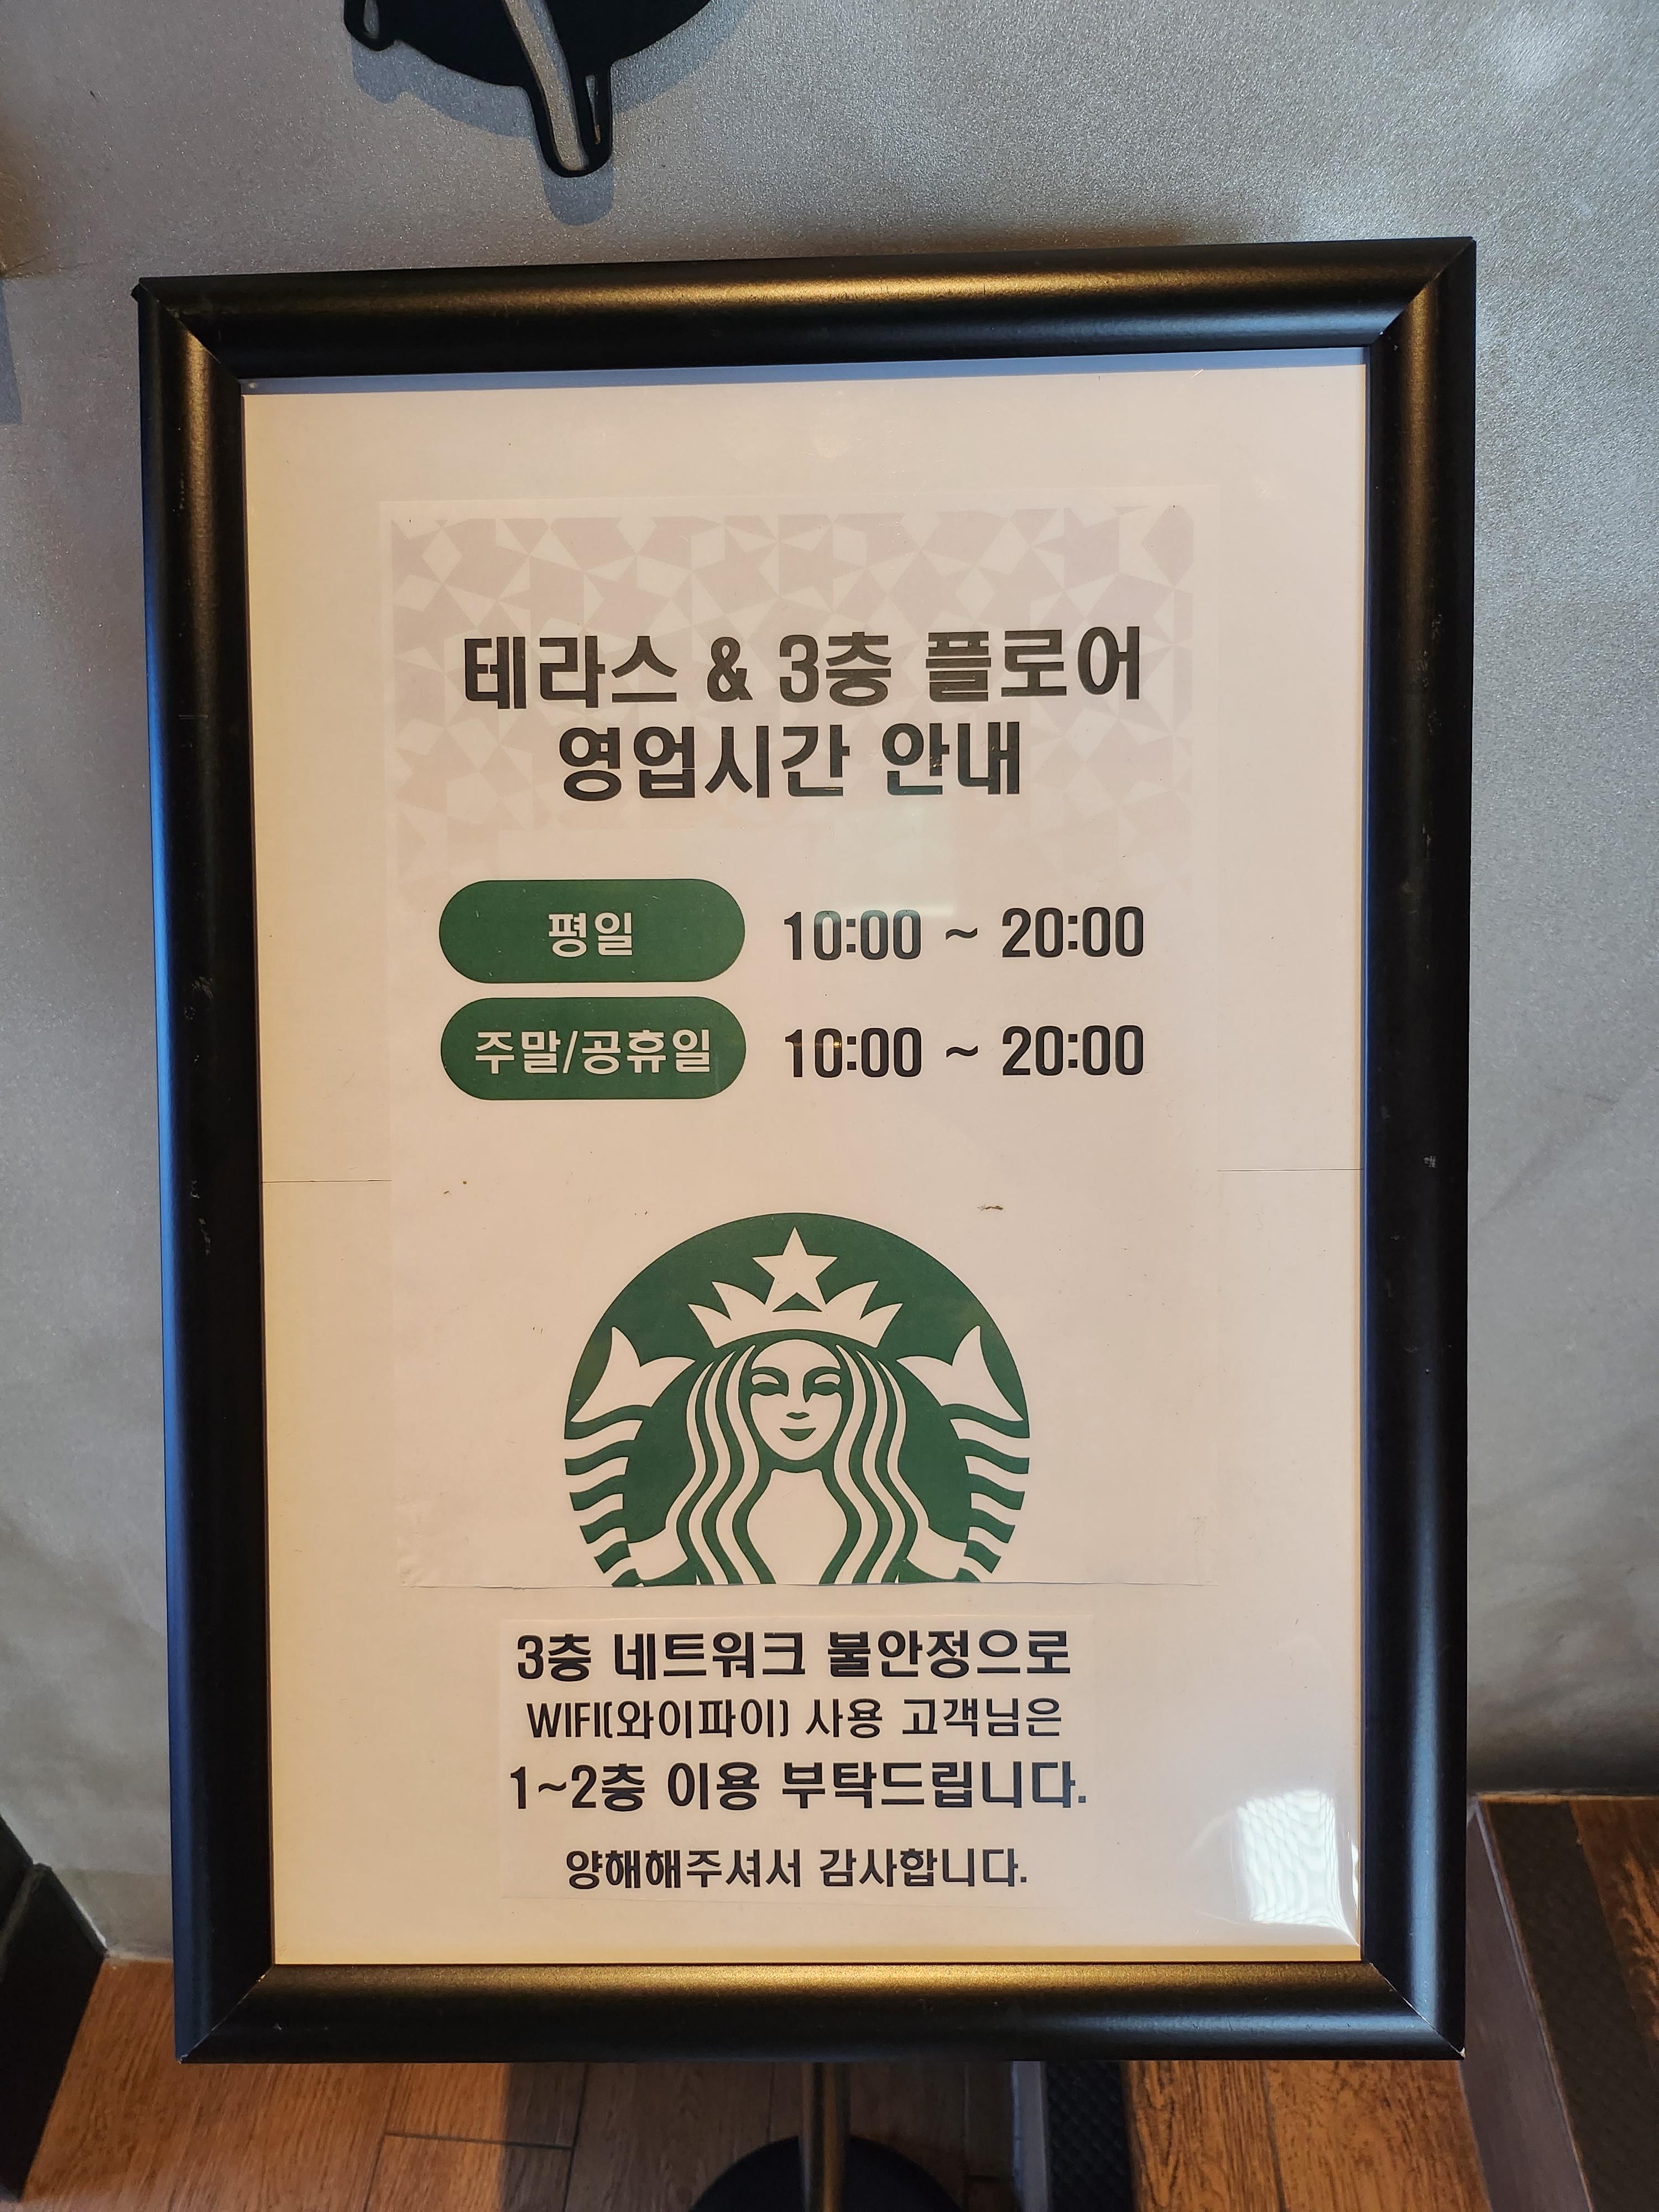 테라스 & 3층 플로어
영업시간 안내
평일 10:00 ~ 20:00
주말/공휴일 10:00 ~ 20:00
3층 네트워크 불안정으로
WIFI(와이파이) 사용 고객님은
1~2층 이용 부탁드립니다.
양해해주셔서 감사합니다.